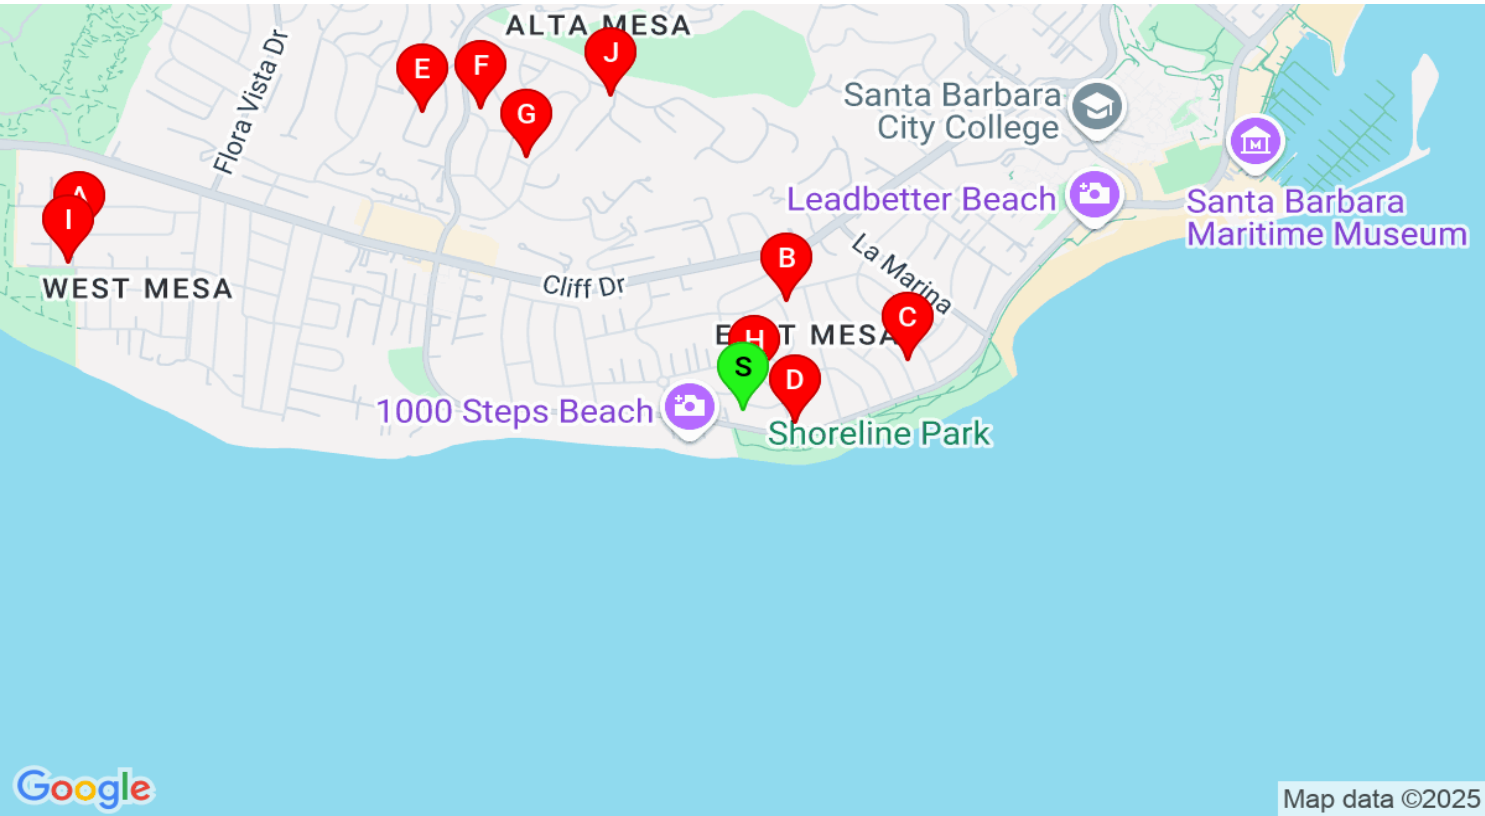 ALTA MESA
E
F
J
G
Flora Vista Dr
Santa Barbara
City College
M
Leadbetter Beach
Santa Barbara
Maritime Museum
A
I
WEST MESA
Cliff Dr
La Marina
B
C
H
S
D
1000 Steps Beach
Shoreline Park
Google
Map data ©2025